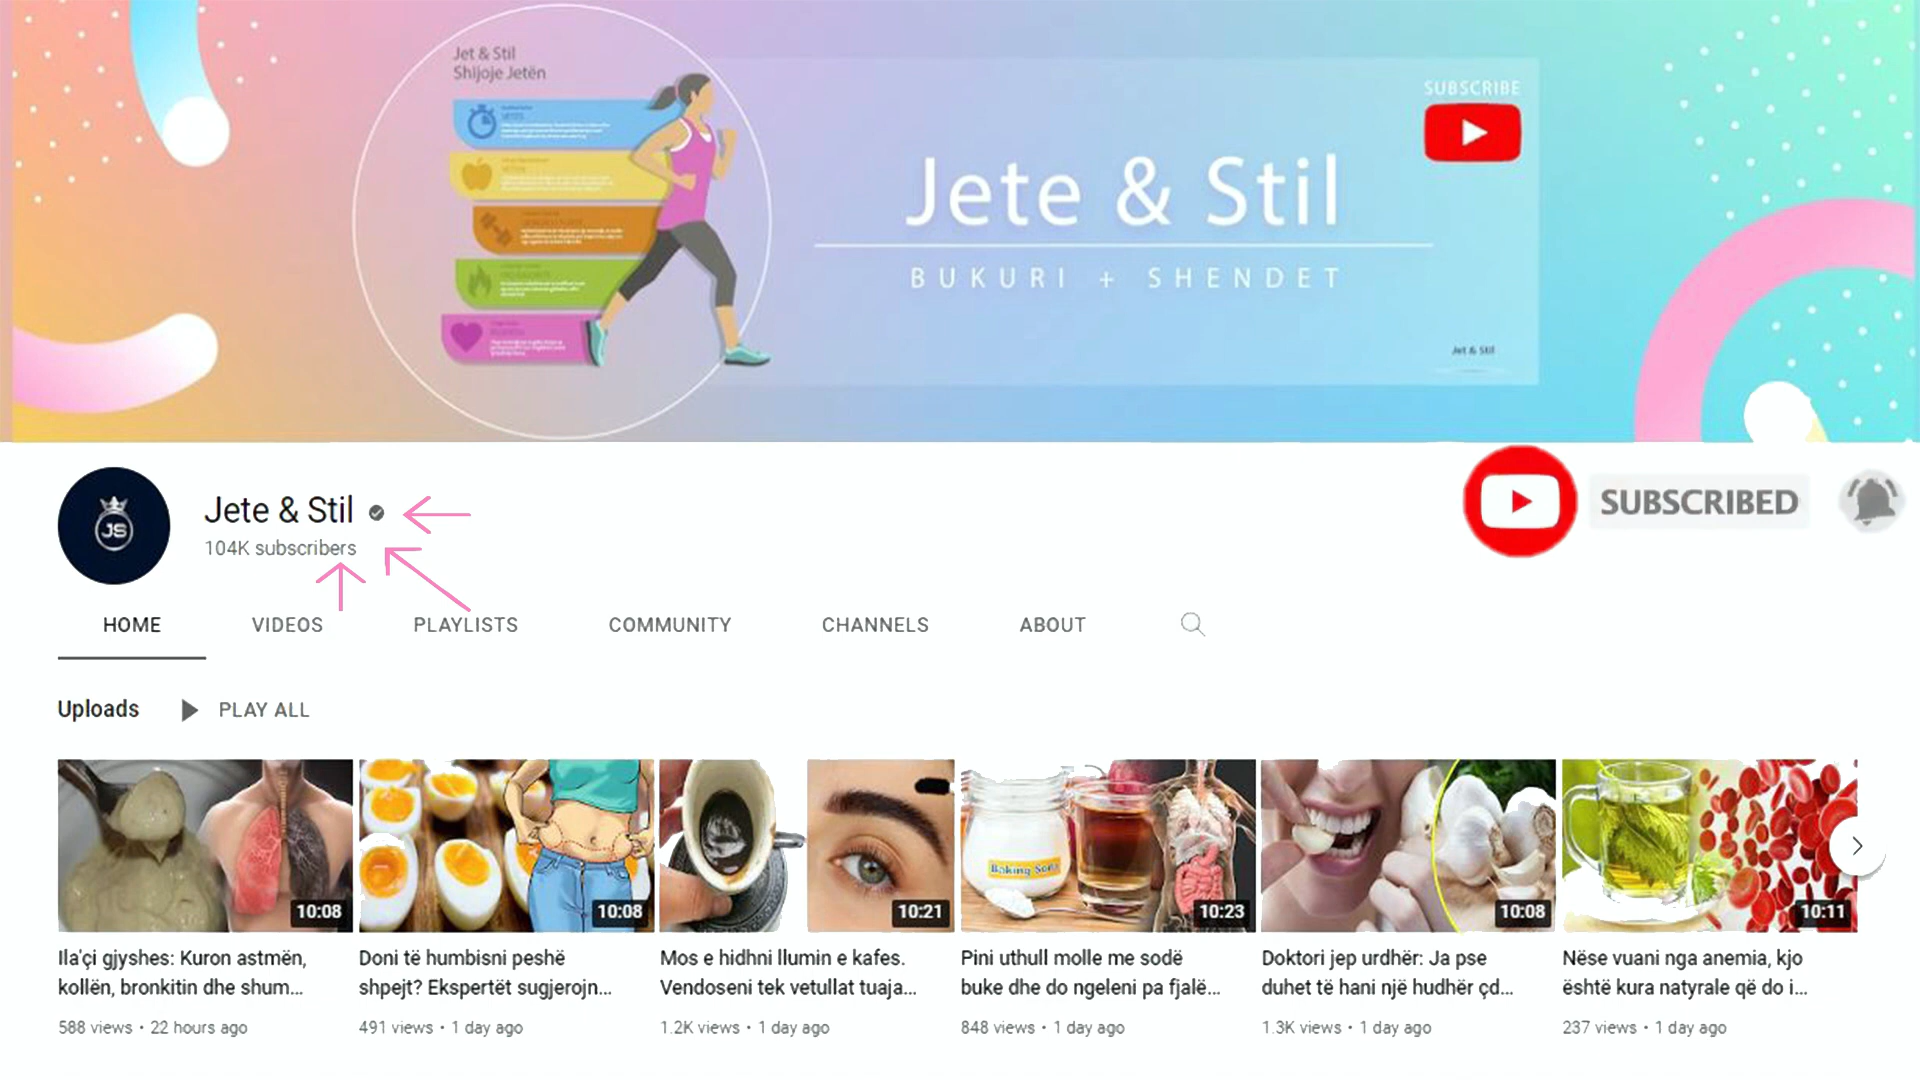 Jet & Stil
Shijoje Jetën
SUBSCRIBE
Jete & Stil
BUKURI + SHENDET
Jet & Stil
JS
Jete & Stil
104K subscribers
SUBSCRIBED
HOME
VIDEOS
PLAYLISTS
COMMUNITY
CHANNELS
ABOUT
Uploads
PLAY ALL
10:08
10:08
10:21
Baking Soda
10:23
10:08
10:11
Ila'çi gjyshes: Kuron astmën,
kollën, bronkitin dhe shum...
588 views • 22 hours ago
Doni të humbisni peshë
shpejt? Ekspertët sugjerojn...
491 views • 1 day ago
Mos e hidhni llumin e kafes.
Vendoseni tek vetullat tuaja...
1.2K views • 1 day ago
Pini uthull molle me sodë
buke dhe do ngeleni pa fjalë...
848 views • 1 day ago
Doktori jep urdhër: Ja pse
duhet të hani një hudhër çd...
1.3K views • 1 day ago
Nëse vuani nga anemia, kjo
është kura natyrale që do i...
237 views • 1 day ago